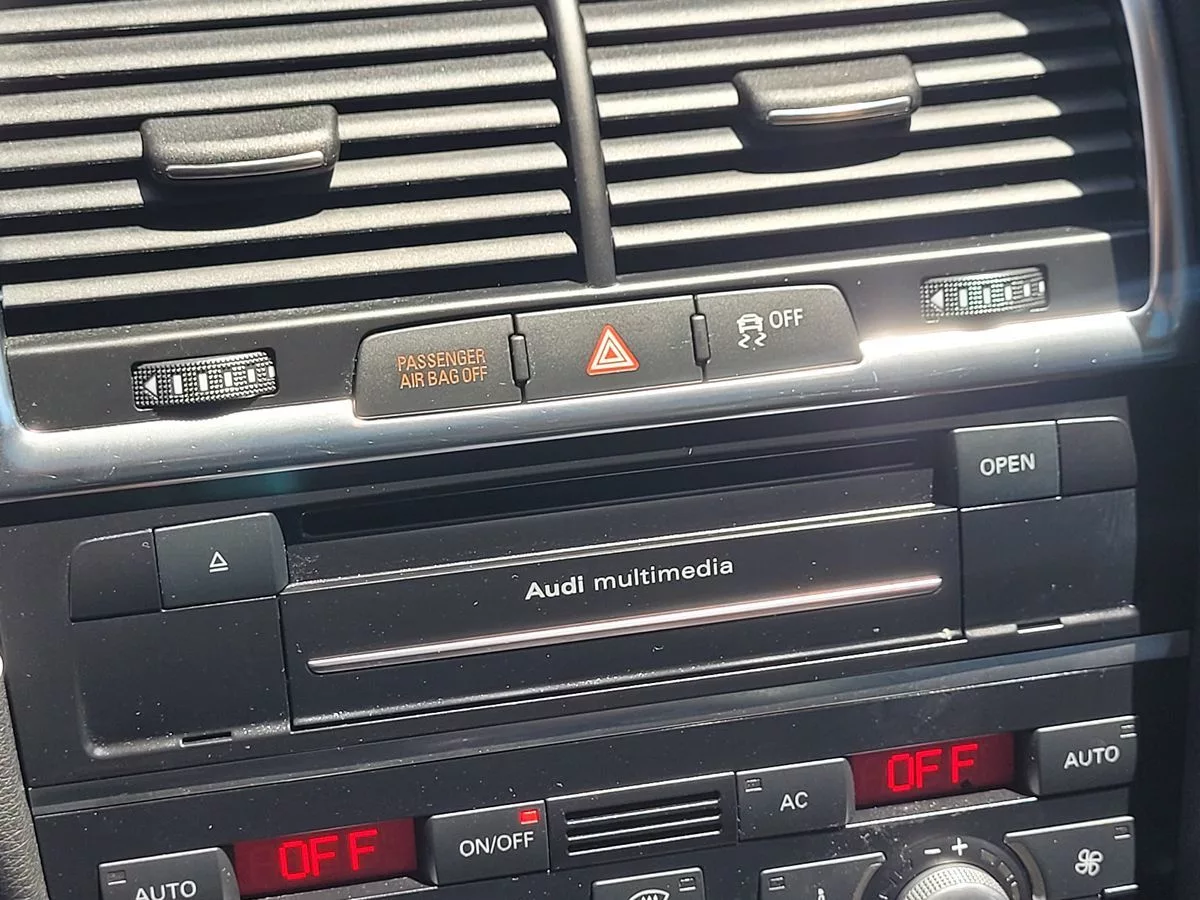 PASSENGER
AIR BAG OFF
OFF
OPEN
Audi multimedia
OFF
AUTO
AC
ON/OFF
OFF
AUTO
- +